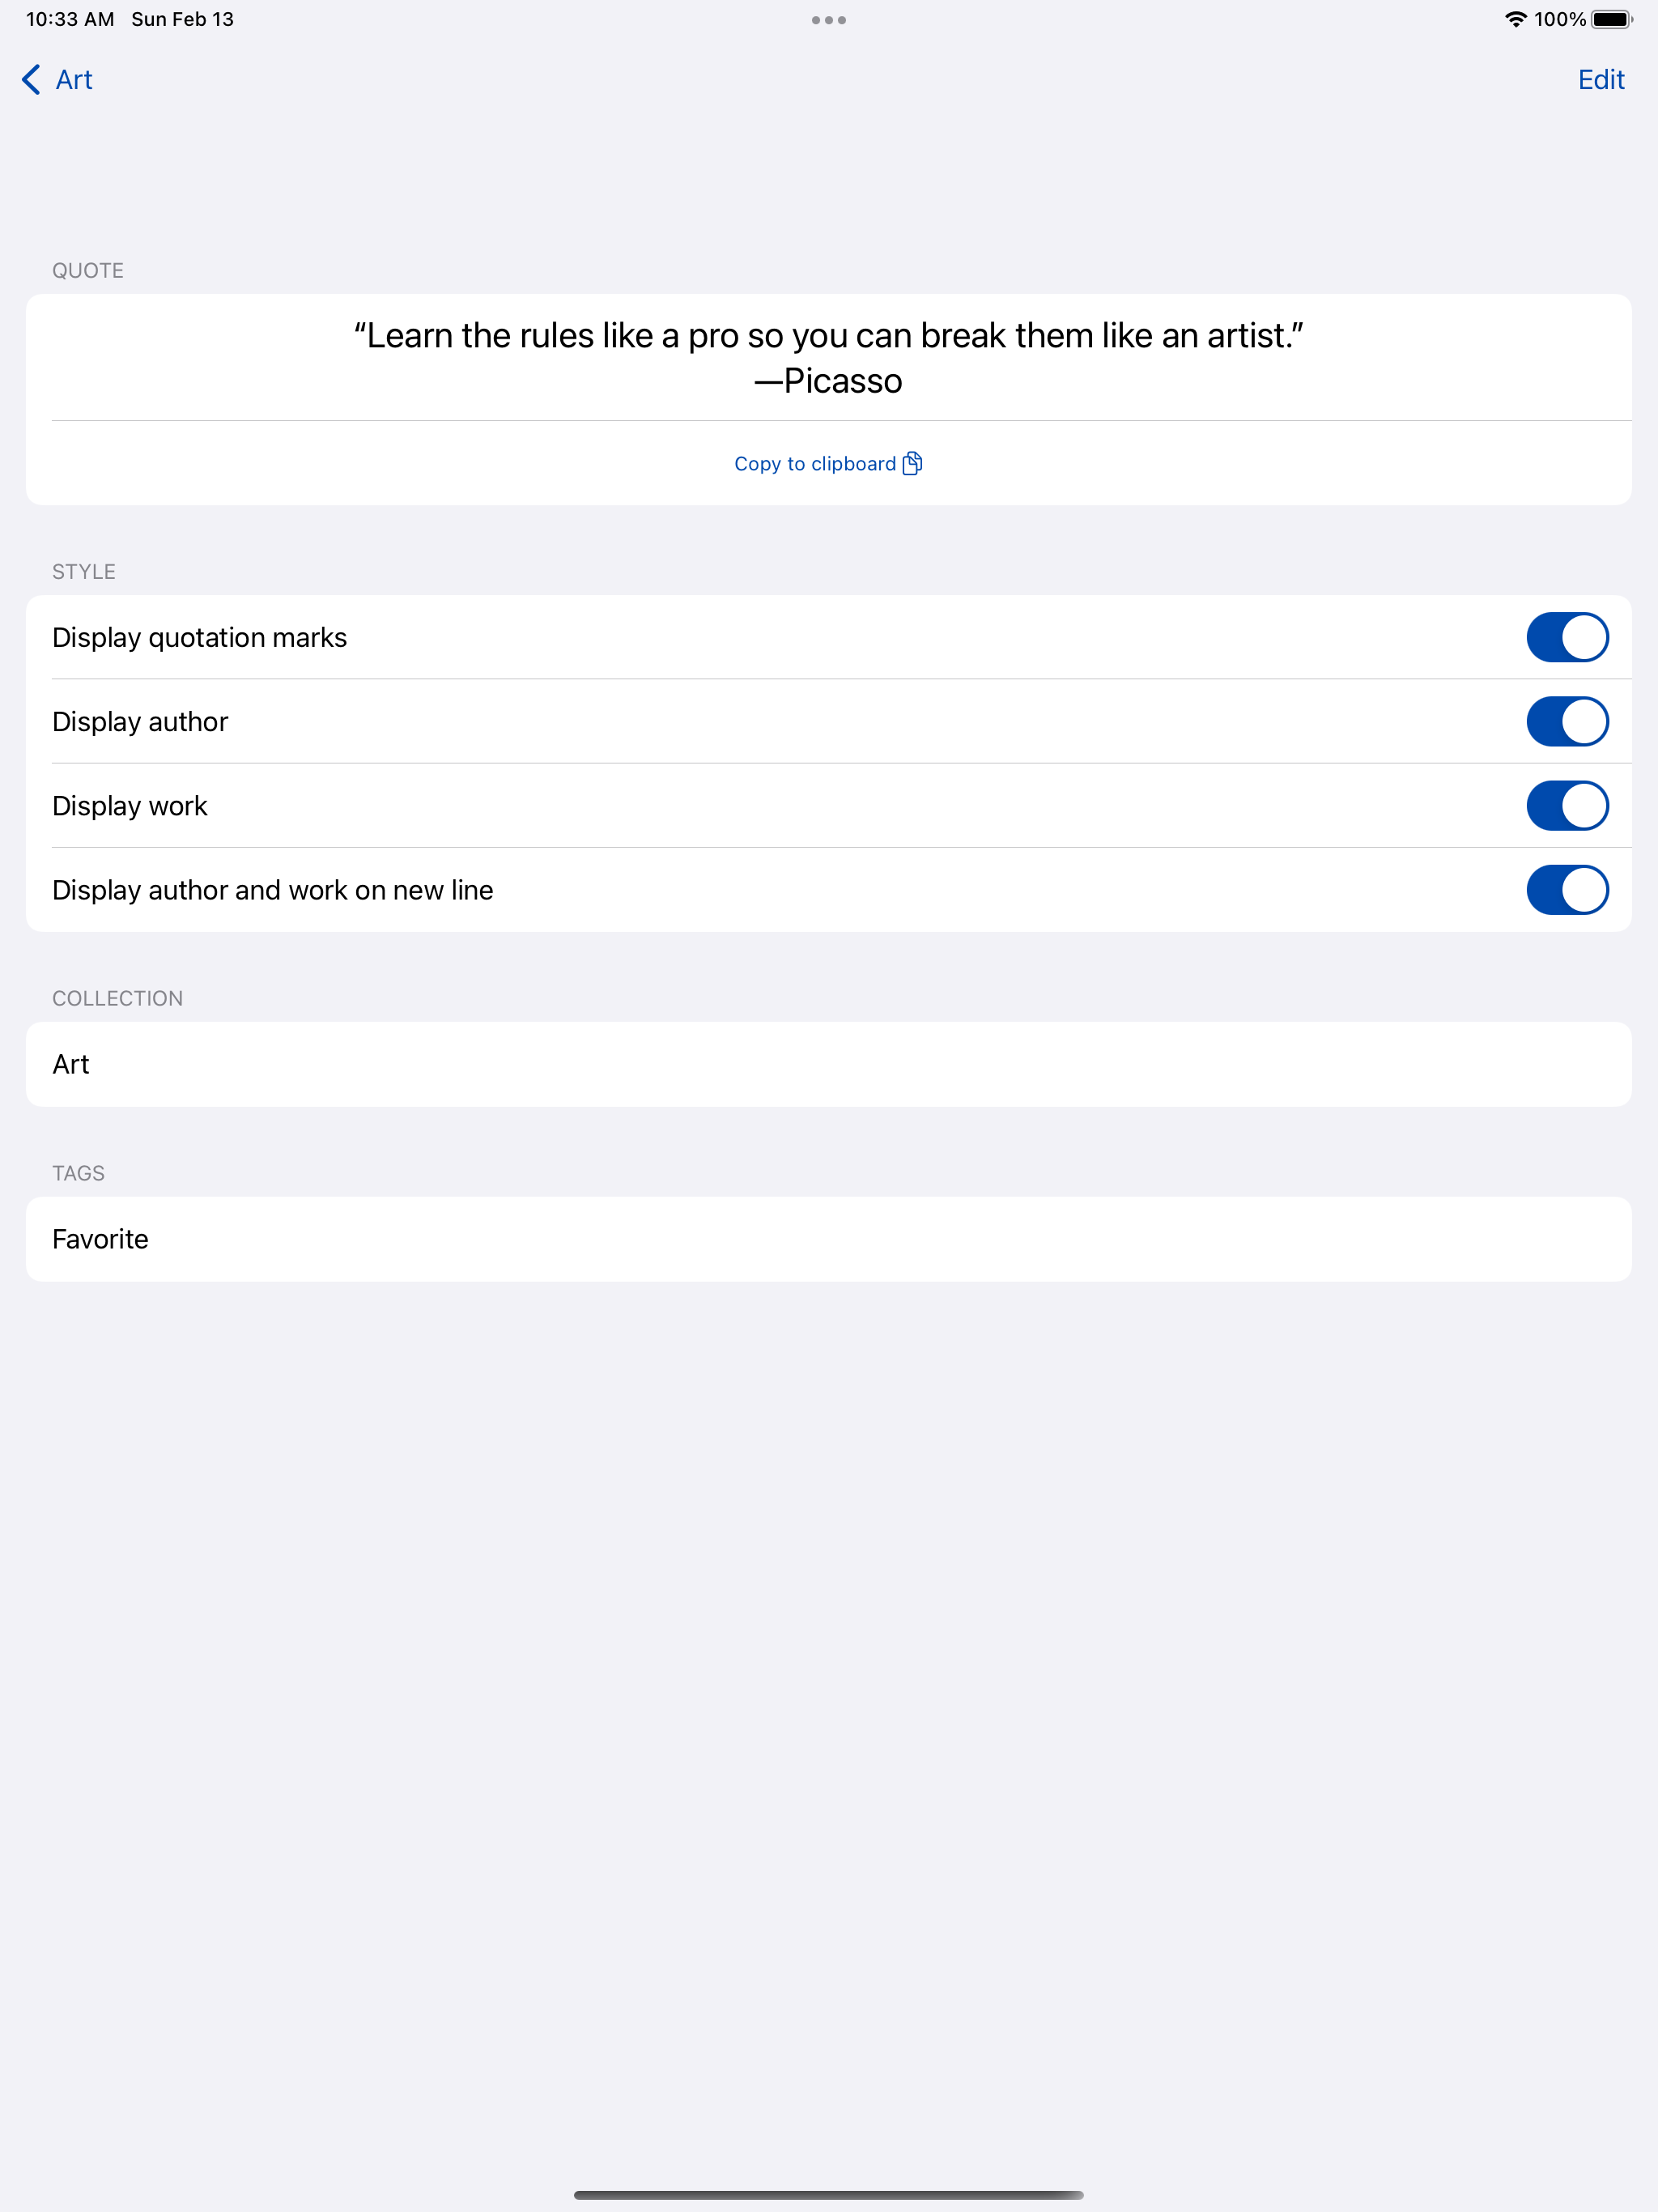 10:33 AM Sun Feb 13 100%
Art Edit
QUOTE
“Learn the rules like a pro so you can break them like an artist.”
—Picasso
Copy to clipboard
STYLE
Display quotation marks
Display author
Display work
Display author and work on new line
COLLECTION
Art
TAGS
Favorite